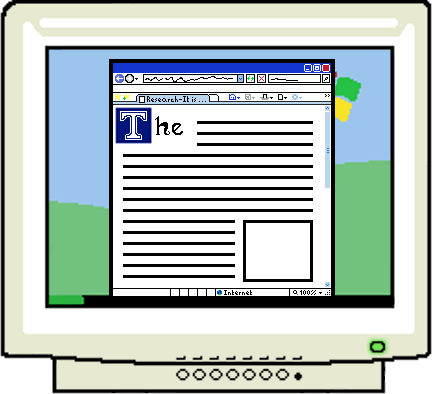 Research-It is ...
The
Internet
100%